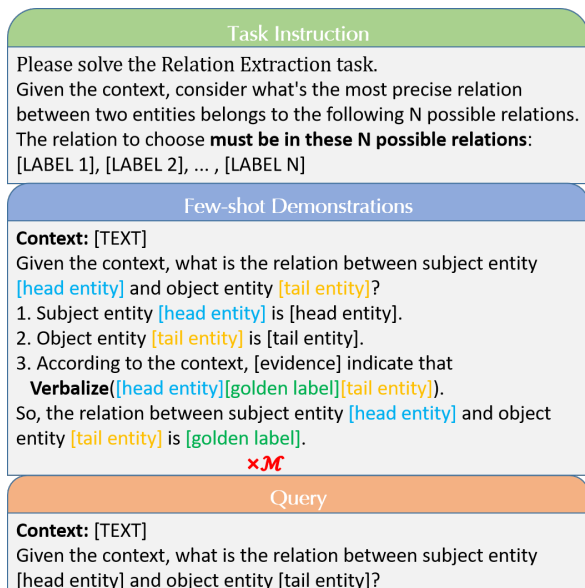 Task Instruction
Please solve the Relation Extraction task.
Given the context, consider what's the most precise relation
between two entities belongs to the following N possible relations.
The relation to choose must be in these N possible relations:
[LABEL 1], [LABEL 2], ... , [LABEL N]
Few-shot Demonstrations
Context: [TEXT]
Given the context, what is the relation between subject entity
[head entity] and object entity [tail entity]?
1. Subject entity [head entity] is [head entity].
2. Object entity [tail entity] is [tail entity].
3. According to the context, [evidence] indicate that
Verbalize([head entity][golden label][tail entity]).
So, the relation between subject entity [head entity] and object
entity [tail entity] is [golden label].
×M
Query
Context: [TEXT]
Given the context, what is the relation between subject entity
[head entity] and object entity [tail entity]?